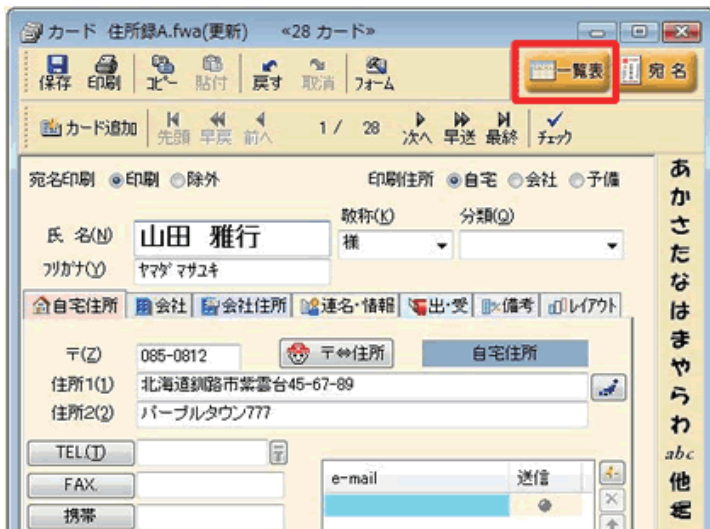 カード 住所録A.fwa(更新) «28 カード»
保存 印刷 コピー 貼付 戻す 取消 フォーム 一覧表 宛名
カード追加 先頭 早戻 前へ 1 / 28 次へ 早送 最終 チェック
宛名印刷 印刷 除外 印刷住所 自宅 会社 予備
敬称(K) 分類(Q)
氏 名(N) 山田 雅行 様
フリガナ(Y) ヤマダ マサユキ
自宅住所 会社 会社住所 連名・情報 出・受 備考 レイアウト
〒(Z) 085-0812 〒⇔住所 自宅住所
住所1(1) 北海道釧路市紫雲台45-67-89
住所2(2) パープルタウン777
TEL.(T)
FAX.
携帯
e-mail 送信
あ
か
さ
た
な
は
ま
や
ら
わ
abc
他